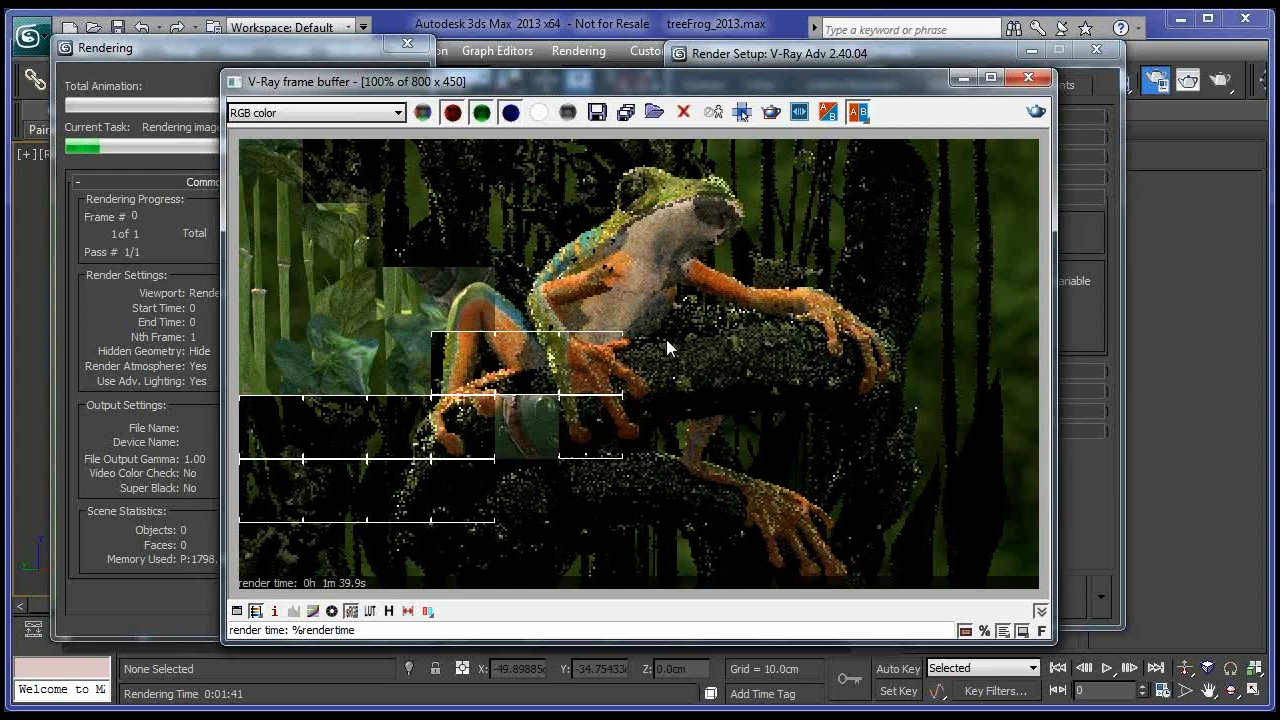 Workspace: Default
Autodesk 3ds Max 2013 x64 - Not for Resale treeFrog_2013.max
Type a keyword or phrase
Rendering
Graph Editors Rendering
Render Setup: V-Ray Adv 2.40.04
V-Ray frame buffer - [100% of 800 x 450]
Total Animation:
RGB color
Current Task: Rendering image
[+]
Rendering Progress:
Frame # 0
1 of 1 Total
Pass # 1/1
Render Settings:
Viewport:
Start Time: 0
End Time: 0
Nth Frame: 1
Hidden Geometry: Hide
Render Atmosphere: Yes
Use Adv. Lighting: Yes
Output Settings:
File Name:
Device Name:
File Output Gamma: 1.00
Video Color Check: No
Super Black: No
Scene Statistics:
Objects: 0
Faces: 0
Memory Used: P:1798.
render time: 0h 1m 39.9s
LUT H
render time: %rendertime
% F
None Selected
X: Y: Z: 0.0cm
Grid = 10.0cm
Auto Key
Selected
Welcome to
Rendering Time 0:01:41
Add Time Tag
Set Key
Key Filters...
0